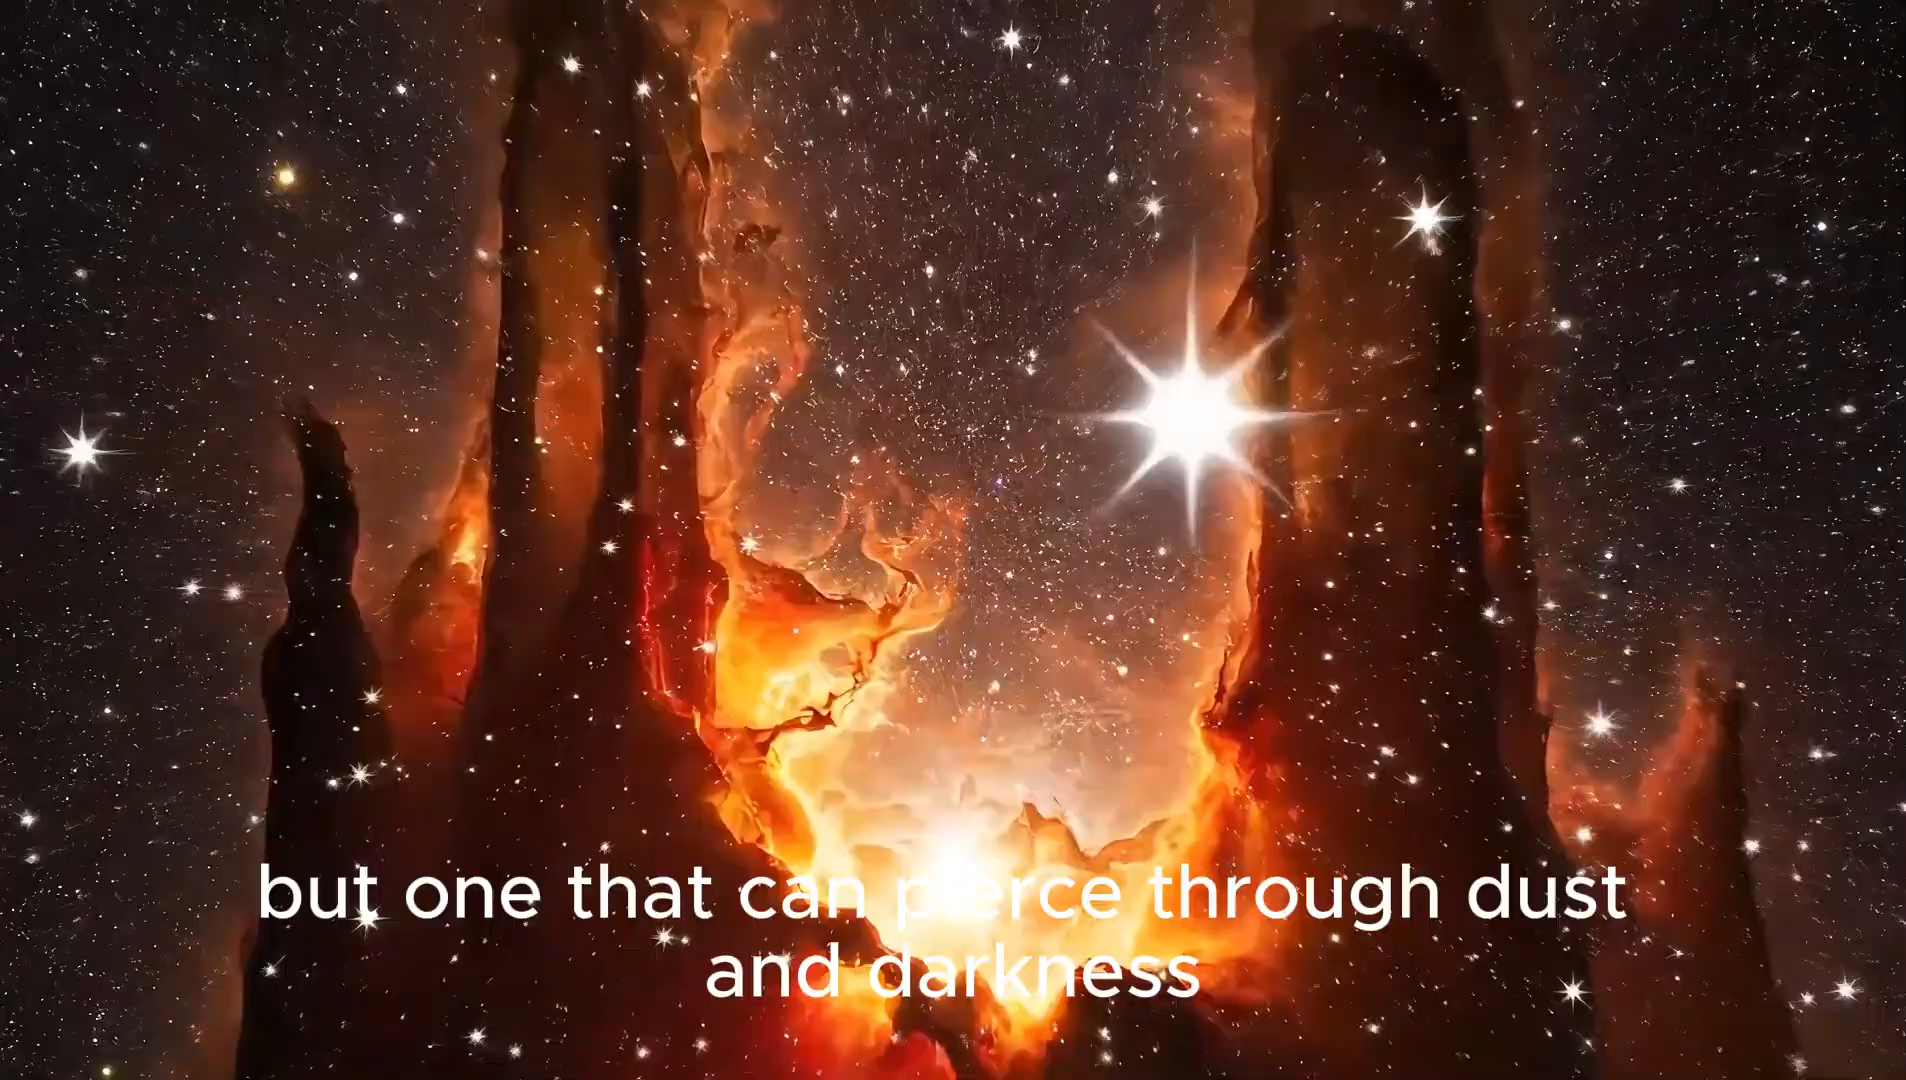 but one that can pierce through dust
and darkness